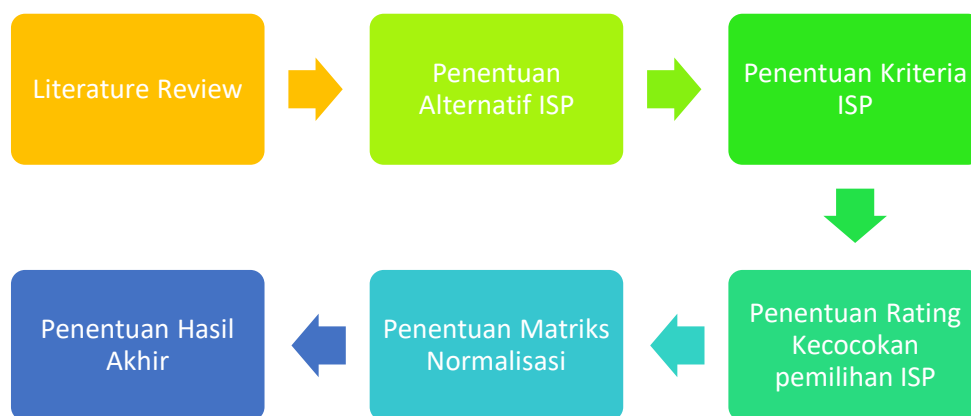 Literature Review
Penentuan
Alternatif ISP
Penentuan Kriteria
ISP
Penentuan Rating
Kecocokan
pemilihan ISP
Penentuan Matriks
Normalisasi
Penentuan Hasil
Akhir